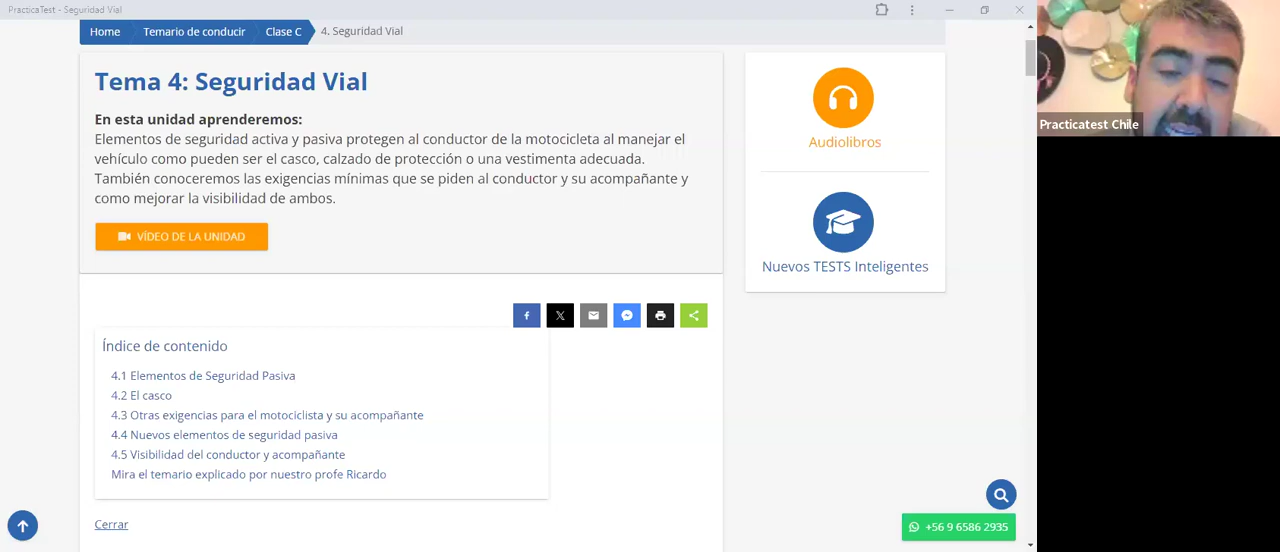 PracticaTest - Seguridad Vial
Home Temario de conducir Clase C 4. Seguridad Vial
Tema 4: Seguridad Vial
En esta unidad aprenderemos:
Elementos de seguridad activa y pasiva protegen al conductor de la motocicleta al manejar el
vehículo como pueden ser el casco, calzado de protección o una vestimenta adecuada.
También conoceremos las exigencias mínimas que se piden al conductor y su acompañante y
como mejorar la visibilidad de ambos.
VÍDEO DE LA UNIDAD
Índice de contenido
4.1 Elementos de Seguridad Pasiva
4.2 El casco
4.3 Otras exigencias para el motociclista y su acompañante
4.4 Nuevos elementos de seguridad pasiva
4.5 Visibilidad del conductor y acompañante
Mira el temario explicado por nuestro profe Ricardo
Cerrar
Audiolibros
Nuevos TESTS Inteligentes
+56 9 6586 2935
Practicatest Chile